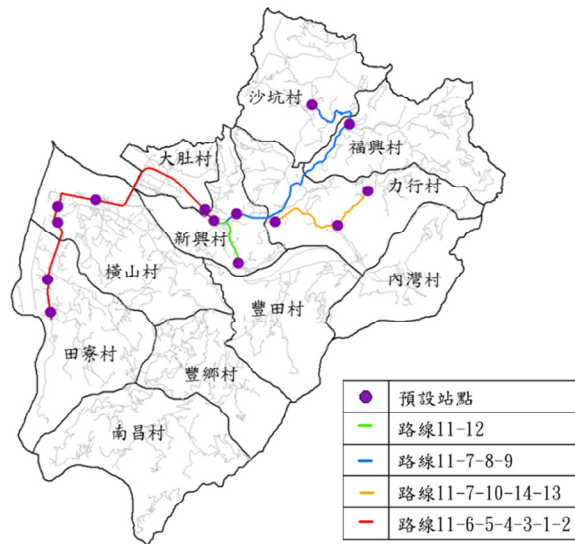 沙坑村
大肚村
福興村
力行村
新興村
橫山村
內灣村
豐田村
田寮村
豐鄉村
南昌村
預設站點
路線11-12
路線11-7-8-9
路線11-7-10-14-13
路線11-6-5-4-3-1-2